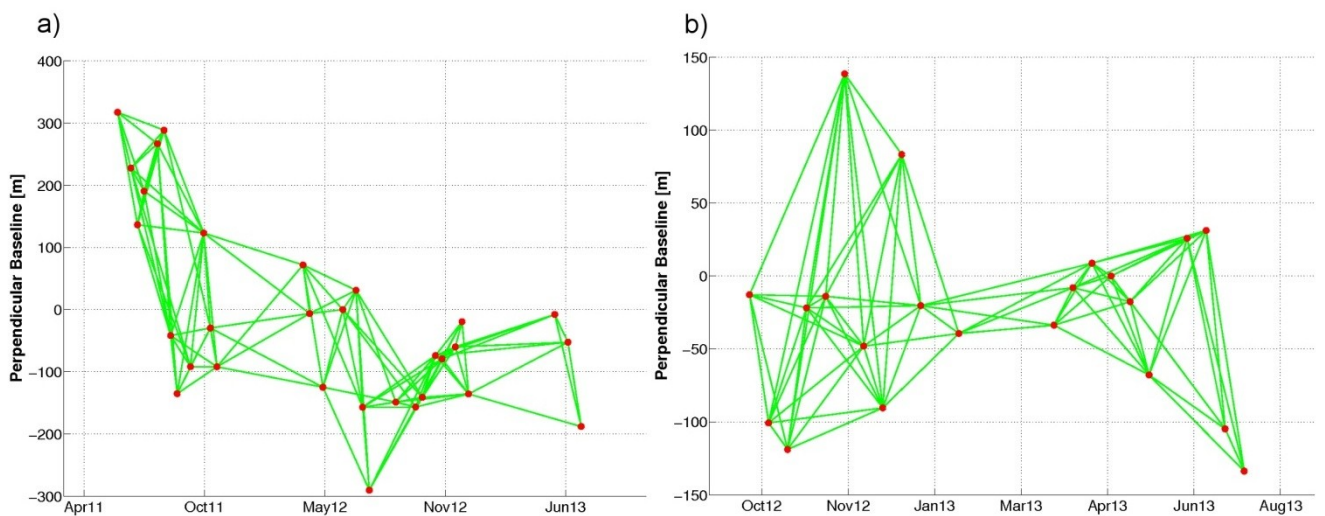 a)
b)
Perpendicular Baseline [m]
400
300
200
100
0
−100
−200
−300
Apr11
Oct11
May12
Nov12
Jun13
Perpendicular Baseline [m]
150
100
50
0
−50
−100
−150
Oct12
Nov12
Jan13
Mar13
Apr13
Jun13
Aug13